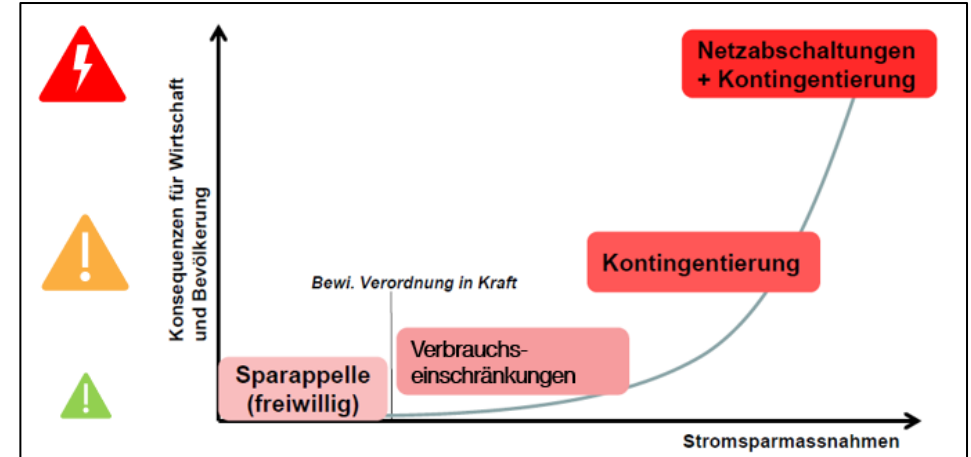 Netzabschaltungen
+ Kontingentierung
Konsequenzen für Wirtschaft
und Bevölkerung
Kontingentierung
Bewi. Verordnung in Kraft
Verbrauchs-
einschränkungen
Sparappelle
(freiwillig)
Stromsparmassnahmen